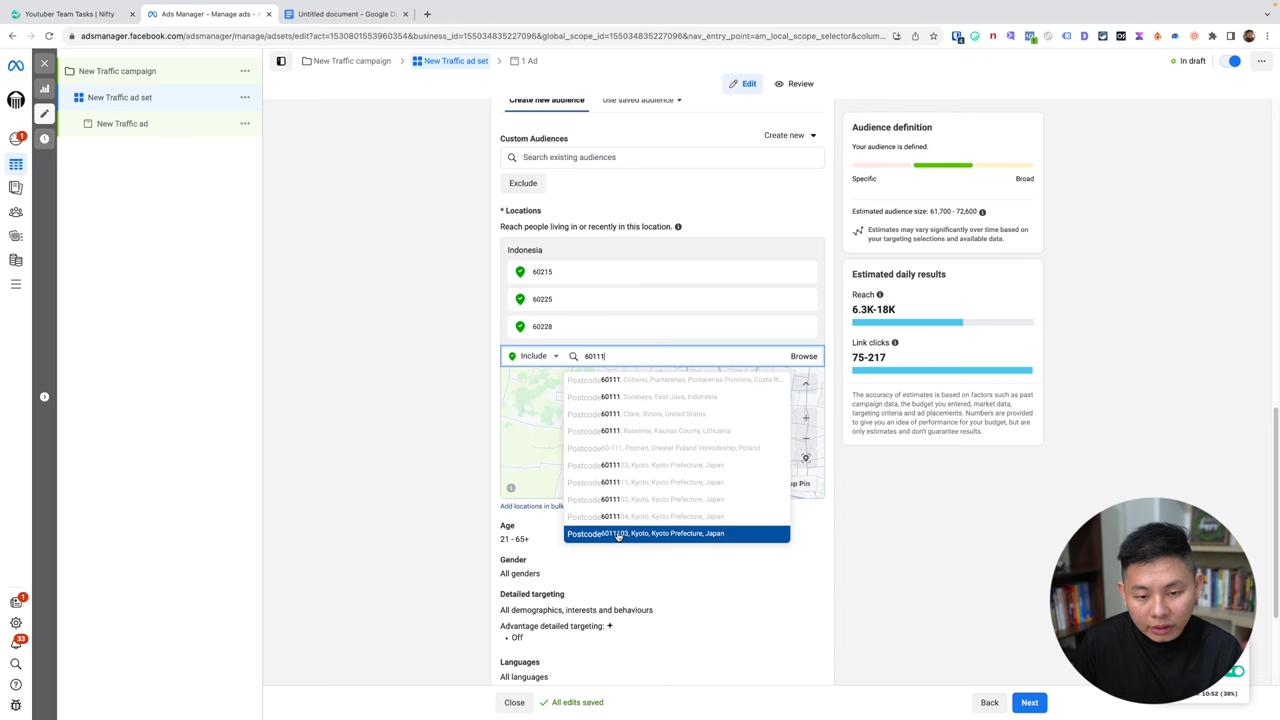 Youtuber Team Tasks | Nifty
Ads Manager - Manage ads - A
Untitled document - Google D
adsmanager.facebook.com/adsmanager/manage/adsets/edit?act=1530801553960354&business_id=155034835227096&global_scope_id=155034835227096&nav_entry_point=am_local_scope_selector&colum...
New Traffic campaign
New Traffic ad set
New Traffic ad
New Traffic campaign > New Traffic ad set > 1 Ad
In draft
Edit
Review
Create new audience
Use saved audience
Custom Audiences
Create new
Search existing audiences
Exclude
* Locations
Reach people living in or recently in this location.
Indonesia
60215
60225
60228
Include
60111
Browse
Postcode60111, Cóbano, Puntarenas, Puntarenas Province, Costa Ri...
Postcode60111, Surabaya, East Java, Indonesia
Postcode60111, Clare, Illinois, United States
Postcode60111, Raseiniai, Kaunas County, Lithuania
Postcode60-111, Poznan, Greater Poland Voivodeship, Poland
Postcode6011123, Kyoto, Kyoto Prefecture, Japan
Postcode6011111, Kyoto, Kyoto Prefecture, Japan
Postcode6011102, Kyoto, Kyoto Prefecture, Japan
Postcode6011104, Kyoto, Kyoto Prefecture, Japan
Postcode6011103, Kyoto, Kyoto Prefecture, Japan
op Pin
Add locations in bulk
Age
21 - 65+
Gender
All genders
Detailed targeting
All demographics, interests and behaviours
Advantage detailed targeting:
• Off
Languages
All languages
Close
All edits saved
Back
Next
Audience definition
Your audience is defined.
Specific
Broad
Estimated audience size: 61,700 - 72,600
Estimates may vary significantly over time based on
your targeting selections and available data.
Estimated daily results
Reach
6.3K-18K
Link clicks
75-217
The accuracy of estimates is based on factors such as past
campaign data, the budget you entered, market data,
targeting criteria and ad placements. Numbers are provided
to give you an idea of performance for your budget, but are
only estimates and don't guarantee results.
1
1
33
10:52 (38%)